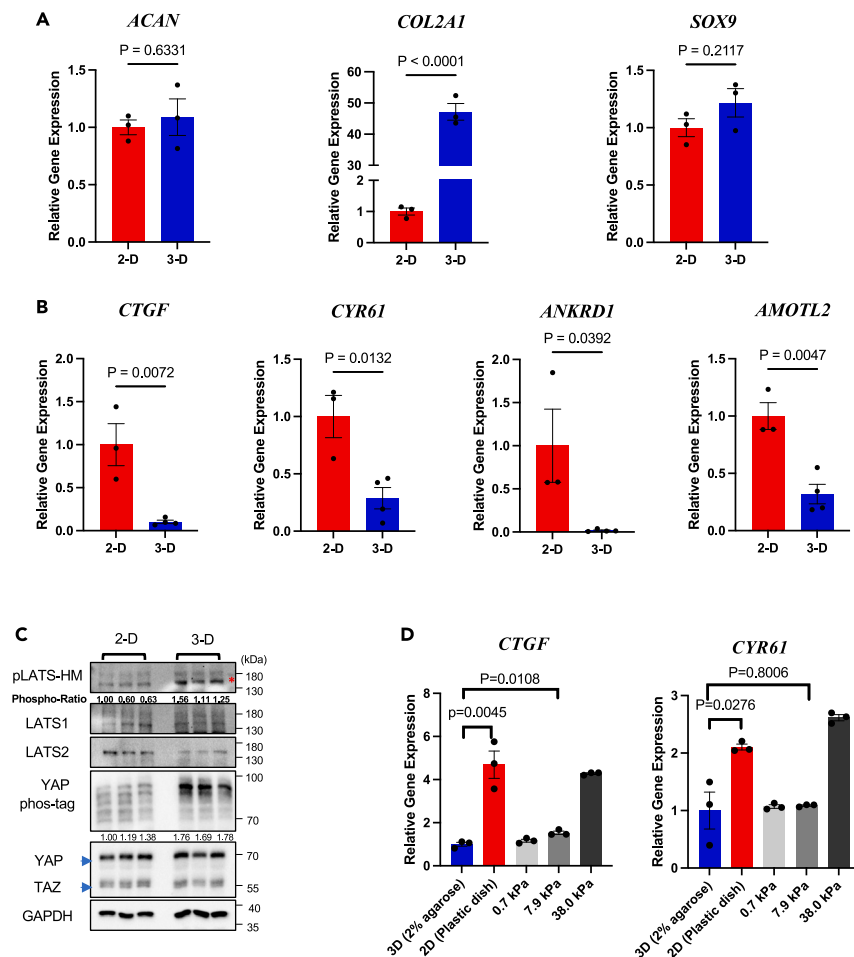 A
ACAN
COL2A1
SOX9
P = 0.6331
P < 0.0001
P = 0.2117
Relative Gene Expression
1.5
1.0
0.5
0.0
2-D
3-D
Relative Gene Expression
60
50
40
30
2
1
0
2-D
3-D
Relative Gene Expression
1.5
1.0
0.5
0.0
2-D
3-D
B
CTGF
CYR61
ANKRD1
AMOTL2
P = 0.0072
P = 0.0132
P = 0.0392
P = 0.0047
Relative Gene Expression
2.0
1.5
1.0
0.5
0.0
2-D
3-D
Relative Gene Expression
1.5
1.0
0.5
0.0
2-D
3-D
Relative Gene Expression
2.0
1.5
1.0
0.5
0.0
2-D
3-D
Relative Gene Expression
1.5
1.0
0.5
0.0
2-D
3-D
C
2-D 3-D (kDa)
pLATS-HM 180
* 
130
Phospho-Ratio 1.00 0.60 0.63 1.56 1.11 1.25
LATS1 180
130
LATS2 180
130
YAP
phos-tag
100
70
1.00 1.19 1.38 1.76 1.69 1.78
YAP 70
TAZ 55
GAPDH 40
35
D
CTGF
P=0.0108
p=0.0045
Relative Gene Expression
8
6
4
2
0
3D (2% agarose)
2D (Plastic dish)
0.7 kPa
7.9 kPa
38.0 kPa
CYR61
P=0.8006
P=0.0276
Relative Gene Expression
3
2
1
0
3D (2% agarose)
2D (Plastic dish)
0.7 kPa
7.9 kPa
38.0 kPa